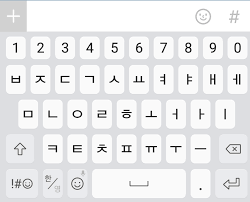 + #
1 2 3 4 5 6 7 8 9 0
ㅂ ㅈ ㄷ ㄱ ㅅ ㅛ ㅕ ㅑ ㅐ ㅔ
ㅁ ㄴ ㅇ ㄹ ㅎ ㅗ ㅓ ㅏ ㅣ
ㅋ ㅌ ㅊ ㅍ ㅠ ㅜ ㅡ
!#☺ 한/영 .